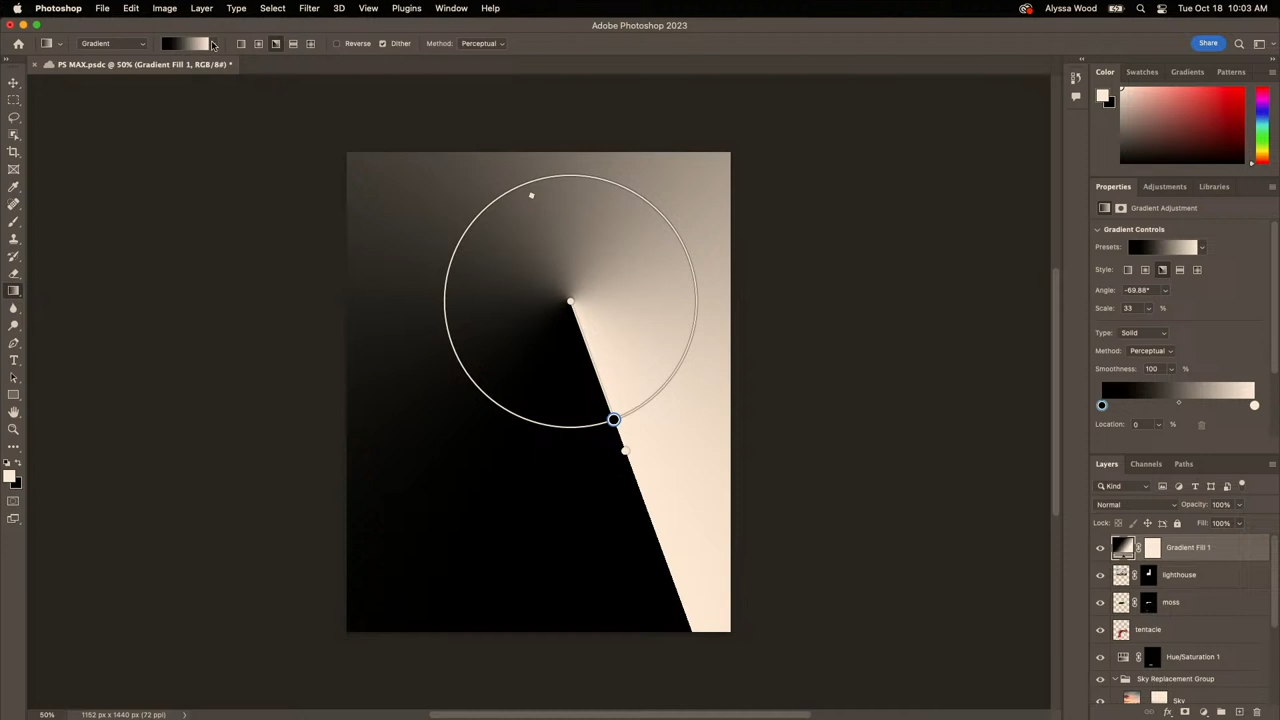 Photoshop File Edit Image Layer Type Select Filter 3D View Plugins Window Help Alyssa Wood Tue Oct 18 10:03 AM
Adobe Photoshop 2023
Gradient Reverse Dither Method: Perceptual Share
PS MAX.psdc @ 50% (Gradient Fill 1, RGB/8#) *
Color Swatches Gradients Patterns
Properties Adjustments Libraries
Gradient Adjustment
Gradient Controls
Presets:
Style:
Angle: -69.88°
Scale: 33 %
Type: Solid
Method: Perceptual
Smoothness: 100 %
Location: 0 %
Layers Channels Paths
Kind
Normal Opacity: 100%
Lock: Fill: 100%
Gradient Fill 1
lighthouse
moss
tentacle
Hue/Saturation 1
Sky Replacement Group
Sky
50% 1152 px x 1440 px (72 ppi)